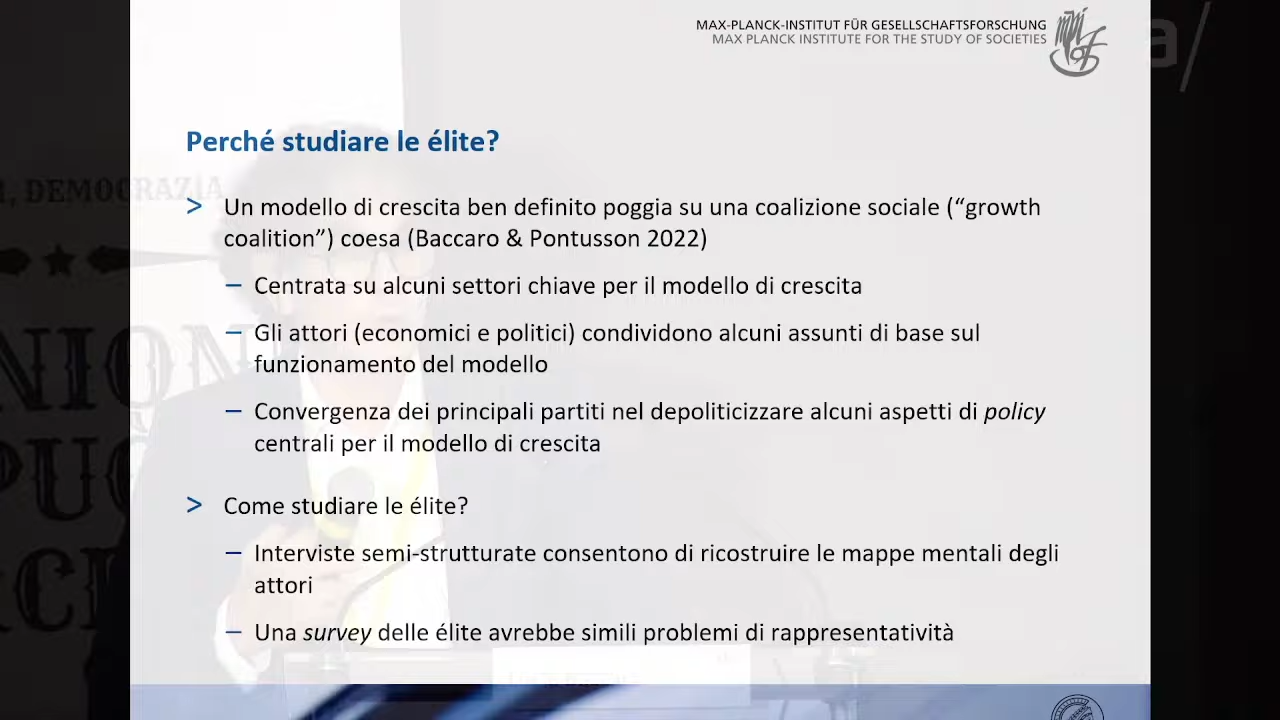 MAX-PLANCK-INSTITUT FÜR GESELLSCHAFTSFORSCHUNG
MAX PLANCK INSTITUTE FOR THE STUDY OF SOCIETIES
a/
Perché studiare le élite?
> Un modello di crescita ben definito poggia su una coalizione sociale (“growth
coalition”) coesa (Baccaro & Pontusson 2022)
– Centrata su alcuni settori chiave per il modello di crescita
– Gli attori (economici e politici) condividono alcuni assunti di base sul
funzionamento del modello
– Convergenza dei principali partiti nel depoliticizzare alcuni aspetti di policy
centrali per il modello di crescita
> Come studiare le élite?
– Interviste semi-strutturate consentono di ricostruire le mappe mentali degli
attori
– Una survey delle élite avrebbe simili problemi di rappresentatività
DEMOCRAZIA